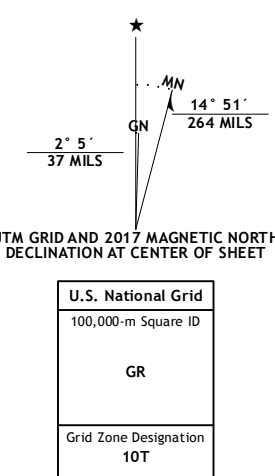 MN
GN
14° 51´
264 MILS
2° 5´
37 MILS
UTM GRID AND 2017 MAGNETIC NORTH
DECLINATION AT CENTER OF SHEET
U.S. National Grid
100,000-m Square ID
GR
Grid Zone Designation
10T